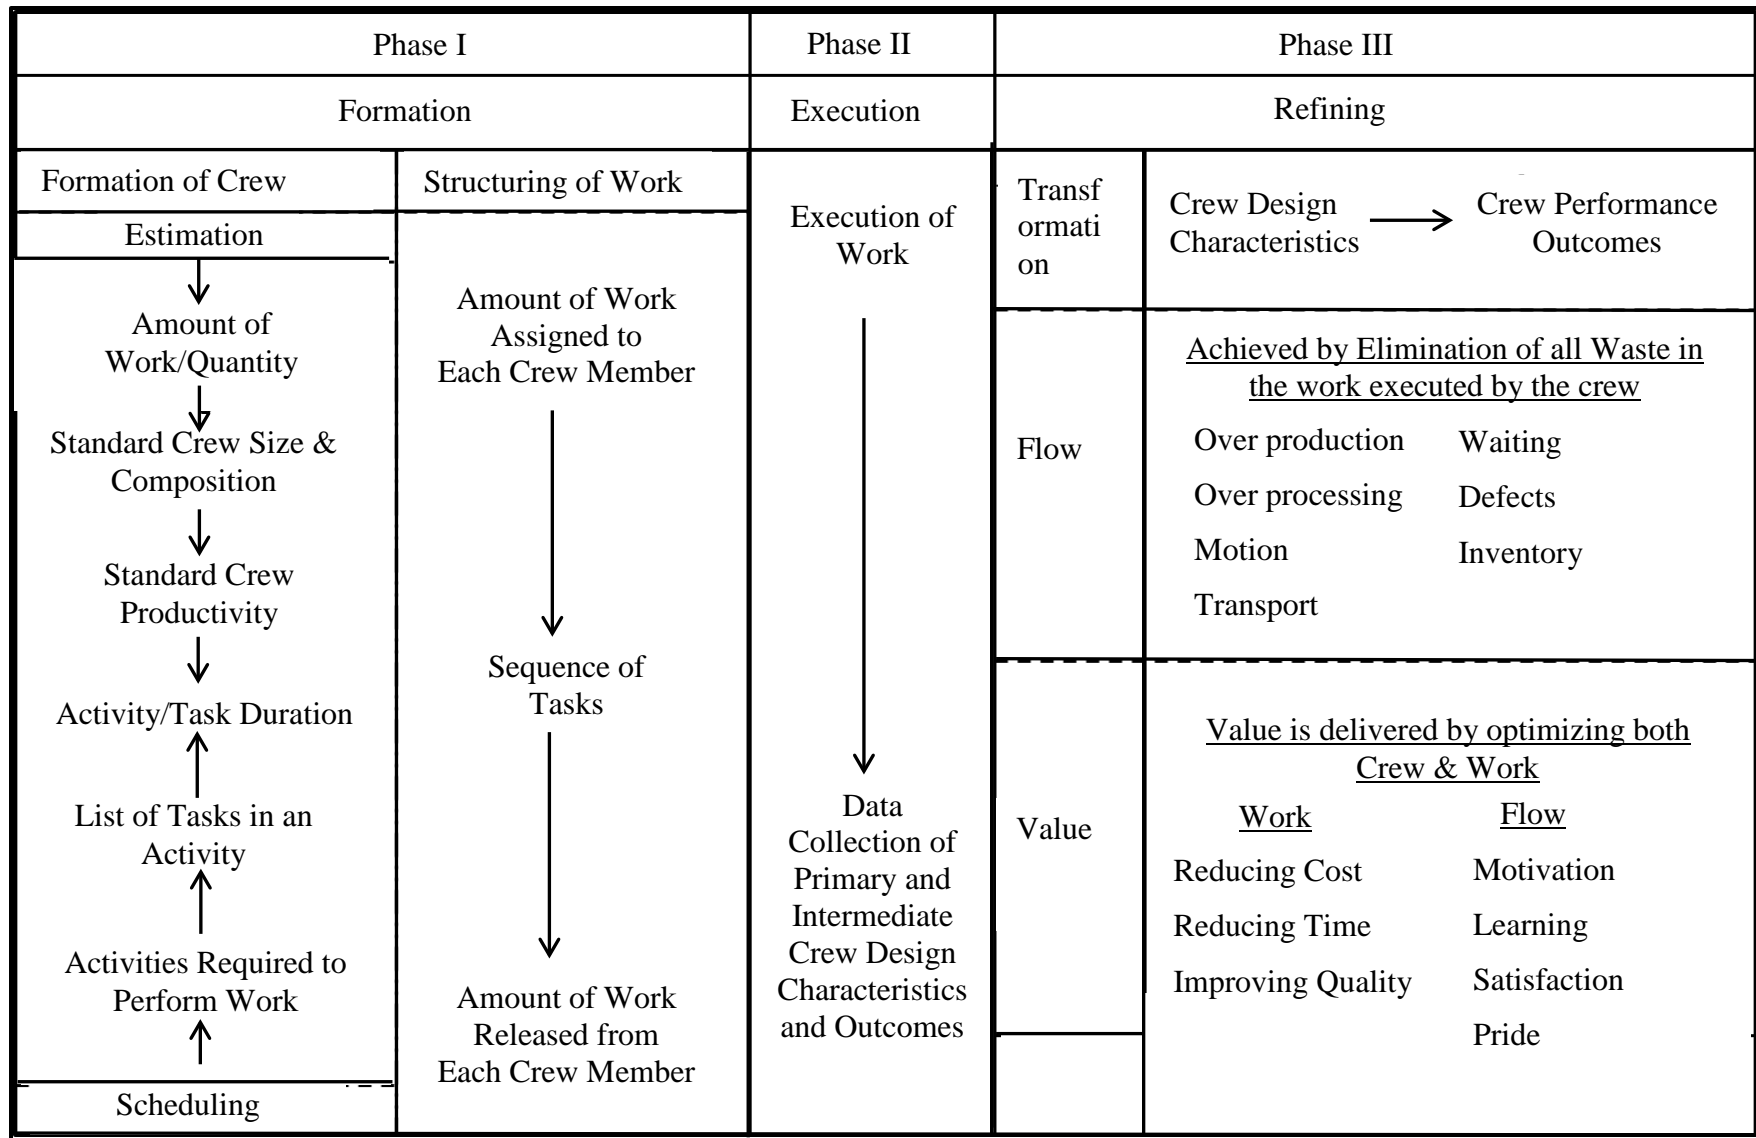 Phase I
Phase II
Phase III
Formation
Execution
Refining
Formation of Crew
Structuring of Work
Estimation
Amount of
Work/Quantity
Standard Crew Size &
Composition
Standard Crew
Productivity
Activity/Task Duration
List of Tasks in an
Activity
Activities Required to
Perform Work
Scheduling
Amount of Work
Assigned to
Each Crew Member
Sequence of
Tasks
Amount of Work
Released from
Each Crew Member
Execution of
Work
Data
Collection of
Primary and
Intermediate
Crew Design
Characteristics
and Outcomes
Transf
ormati
on
Crew Design
Characteristics
Crew Performance
Outcomes
Flow
Achieved by Elimination of all Waste in
the work executed by the crew
Over production
Waiting
Over processing
Defects
Motion
Inventory
Transport
Value
Value is delivered by optimizing both
Crew & Work
Work
Flow
Reducing Cost
Motivation
Reducing Time
Learning
Improving Quality
Satisfaction
Pride